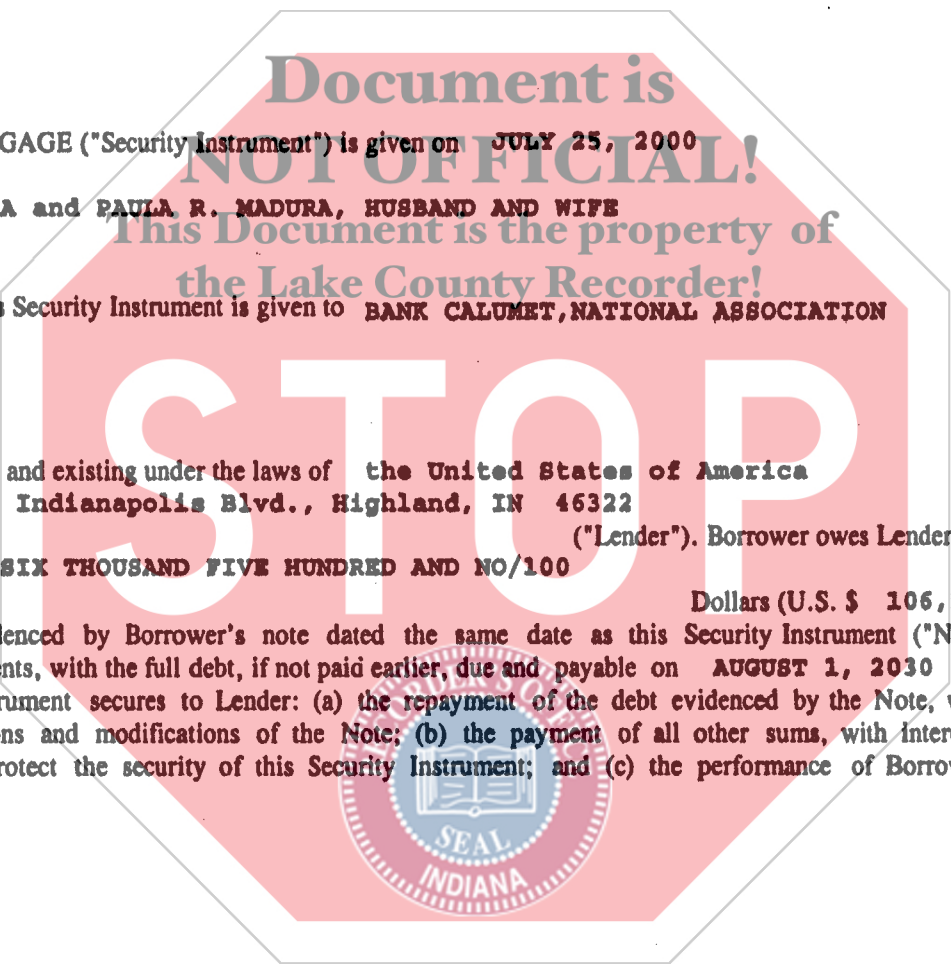 Document is
GAGE ("Security Instrument") is given on JULY 25, 2000
NOT OFFICIAL!
A and PAULA R. MADURA, HUSBAND AND WIFE
This Document is the property of
the Lake County Recorder!
s Security Instrument is given to BANK CALUMET,NATIONAL ASSOCIATION
STOP
and existing under the laws of the United States of America
Indianapolis Blvd., Highland, IN 46322
("Lender"). Borrower owes Lender
SIX THOUSAND FIVE HUNDRED AND NO/100
Dollars (U.S. $ 106,
denced by Borrower's note dated the same date as this Security Instrument ("N
ents, with the full debt, if not paid earlier, due and payable on AUGUST 1, 2030
rument secures to Lender: (a) the repayment of the debt evidenced by the Note, w
ns and modifications of the Note; (b) the payment of all other sums, with inter
rotect the security of this Security Instrument; and (c) the performance of Borrow
SEAL
INDIANA